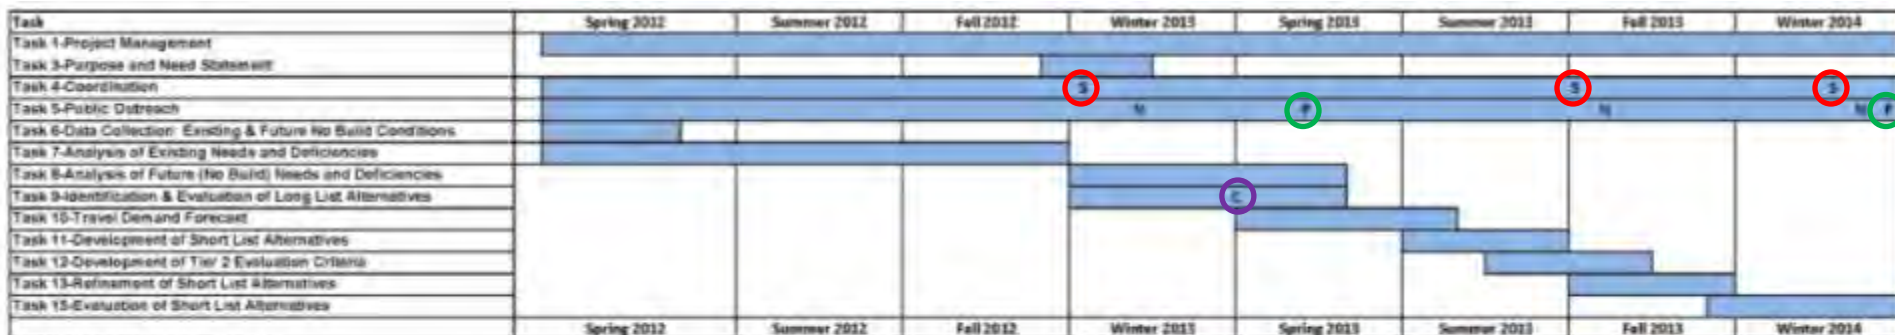 Task Spring 2012 Summer 2012 Fall 2012 Winter 2013 Spring 2013 Summer 2013 Fall 2013 Winter 2014
Task 1-Project Management
Task 3-Purpose and Need Statement
Task 4-Coordination S S S
Task 5-Public Outreach N P N N P
Task 6-Data Collection: Existing & Future No Build Conditions
Task 7-Analysis of Existing Needs and Deficiencies
Task 8-Analysis of Future (No Build) Needs and Deficiencies
Task 9-Identification & Evaluation of Long List Alternatives C
Task 10-Travel Demand Forecast
Task 11-Development of Short List Alternatives
Task 12-Development of Tier 2 Evaluation Criteria
Task 13-Refinement of Short List Alternatives
Task 15-Evaluation of Short List Alternatives
Spring 2012 Summer 2012 Fall 2012 Winter 2013 Spring 2013 Summer 2013 Fall 2013 Winter 2014